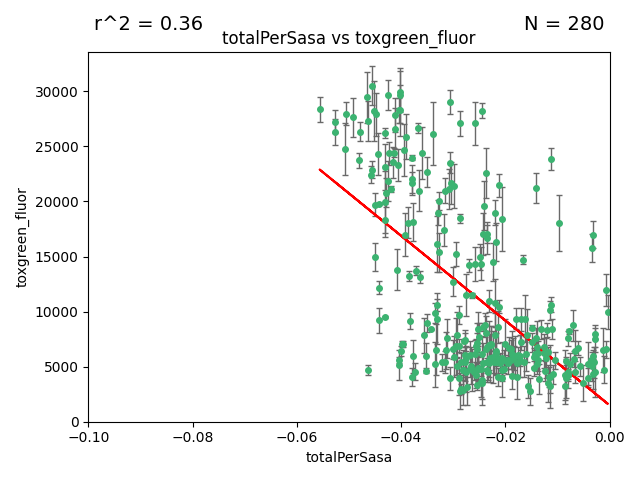 r^2 = 0.36
N = 280
totalPerSasa vs toxgreen_fluor
30000
25000
20000
15000
10000
5000
0
toxgreen_fluor
−0.10
−0.08
−0.06
−0.04
−0.02
0.00
totalPerSasa